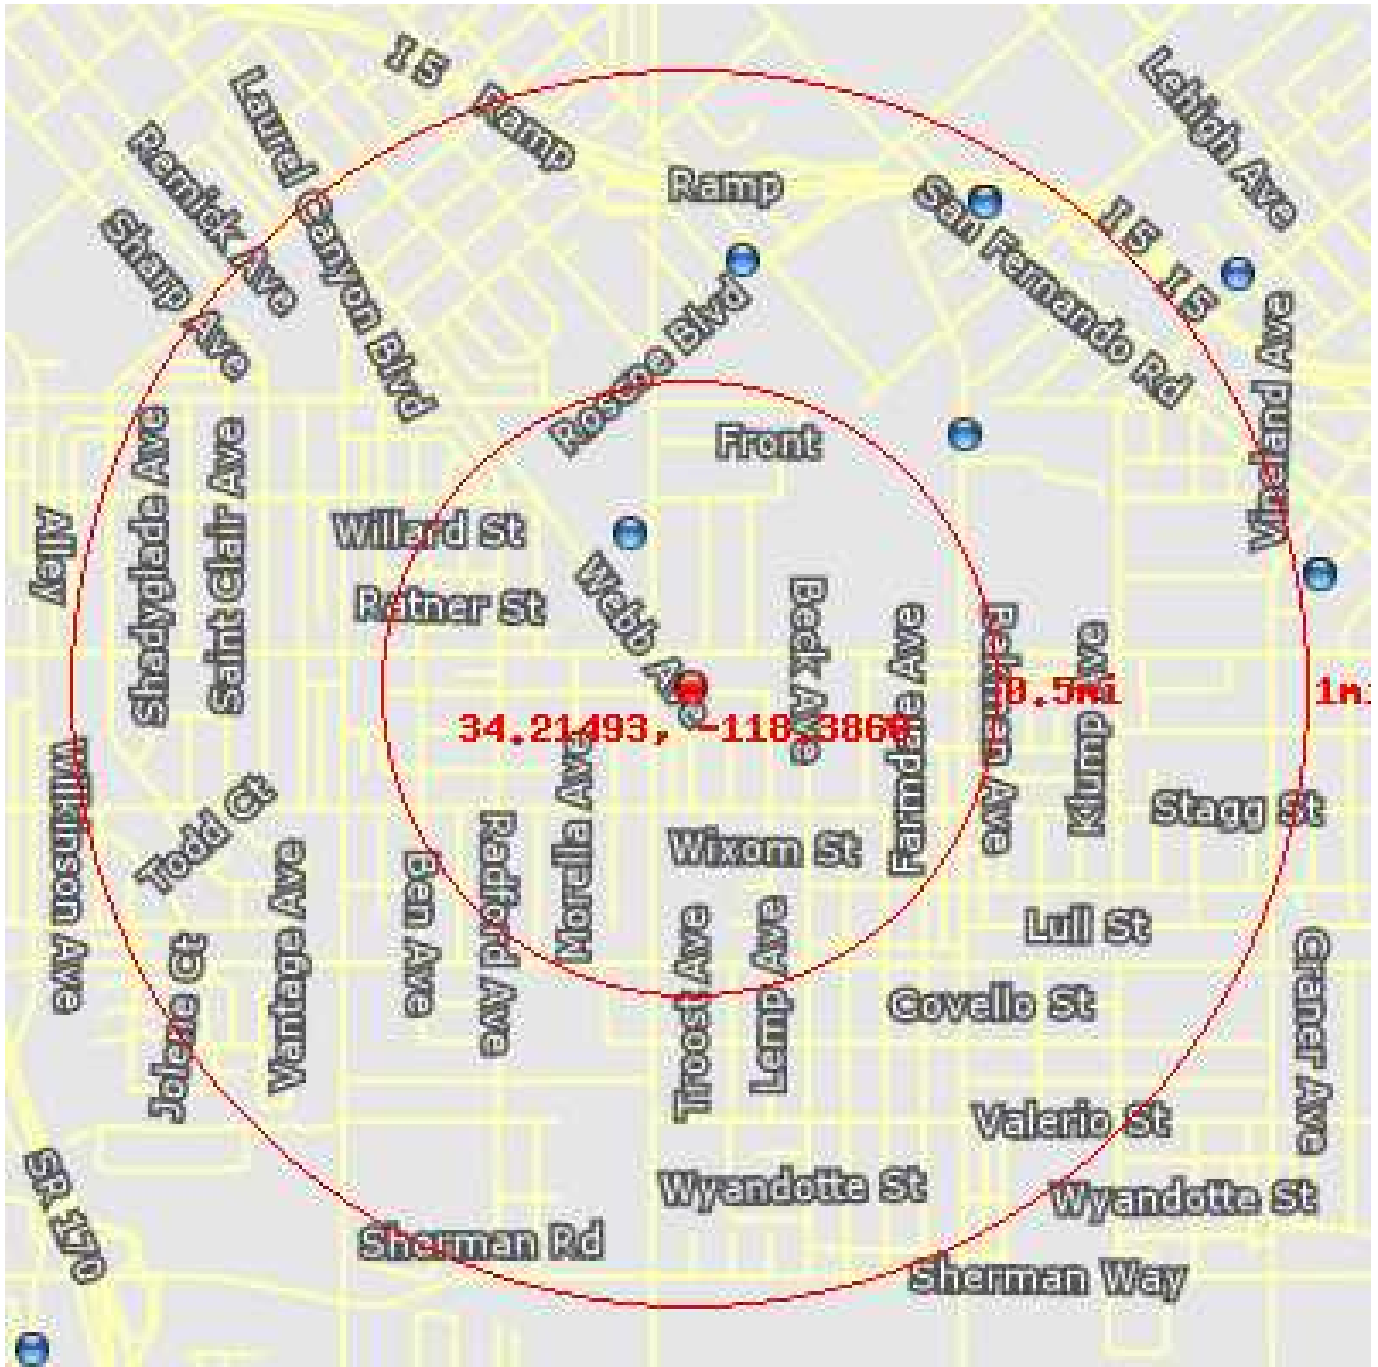 I 5
Lehigh Ave
Laurel Canyon Blvd
Ramp
Remick Ave
Ramp
San Fernando Rd
Sharp Ave
I 5
I 5
Roscoe Blvd
Vineland Ave
Shadyglade Ave
Saint Clair Ave
Front
Alley
Willard St
Webb Ave
Ratner St
Beck Ave
Farmdale Ave
Bakman Ave
Klump Ave
0.5mi
1mi
34.21493, -118.3860
Wilkinson Ave
Morella Ave
Todd Ct
Stagg St
Radford Ave
Wixom St
Vantage Ave
Ben Ave
Troost Ave
Lemp Ave
Lull St
Jolene Ct
Craner Ave
Covello St
Valerio St
SR 170
Wyandotte St
Wyandotte St
Sherman Rd
Sherman Way